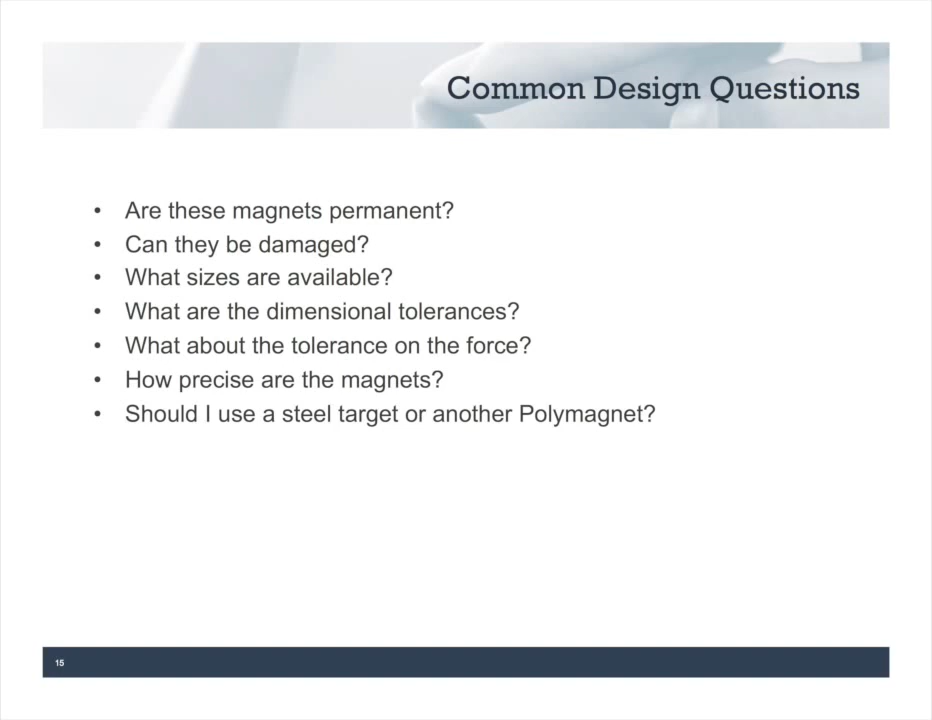 Common Design Questions
• Are these magnets permanent?
• Can they be damaged?
• What sizes are available?
• What are the dimensional tolerances?
• What about the tolerance on the force?
• How precise are the magnets?
• Should I use a steel target or another Polymagnet?
15